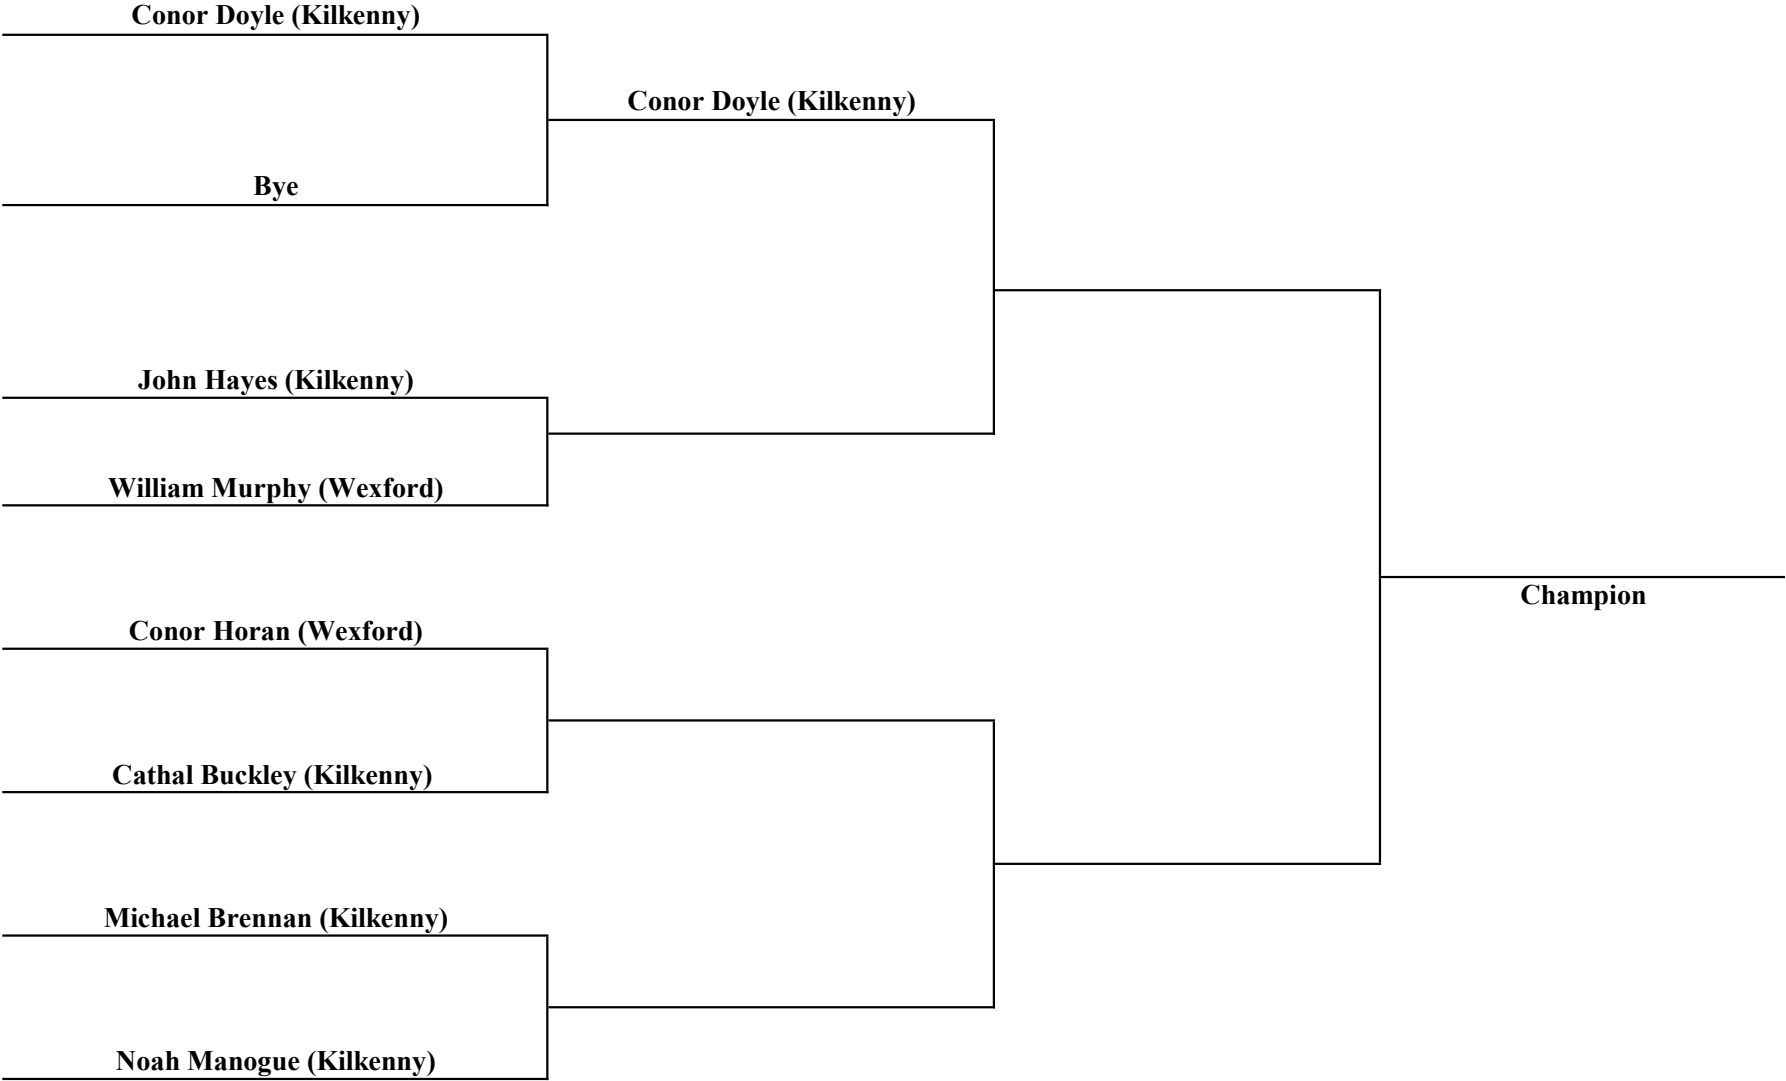 Conor Doyle (Kilkenny)
Conor Doyle (Kilkenny)
Bye
John Hayes (Kilkenny)
William Murphy (Wexford)
Champion
Conor Horan (Wexford)
Cathal Buckley (Kilkenny)
Michael Brennan (Kilkenny)
Noah Manogue (Kilkenny)